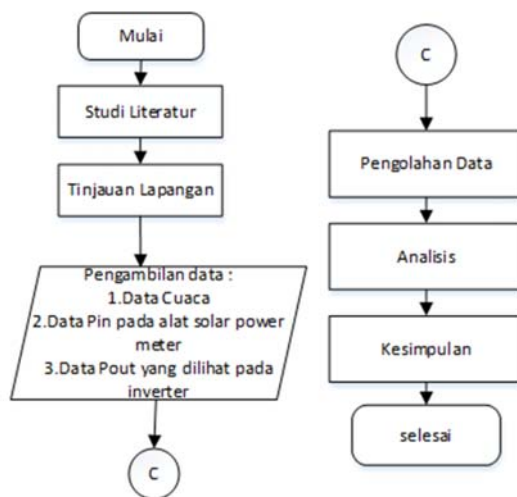 Mulai
Studi Literatur
Tinjauan Lapangan
Pengambilan data :
1.Data Cuaca
2.Data Pin pada alat solar power
meter
3.Data Pout yang dilihat pada
inverter
C
C
Pengolahan Data
Analisis
Kesimpulan
selesai